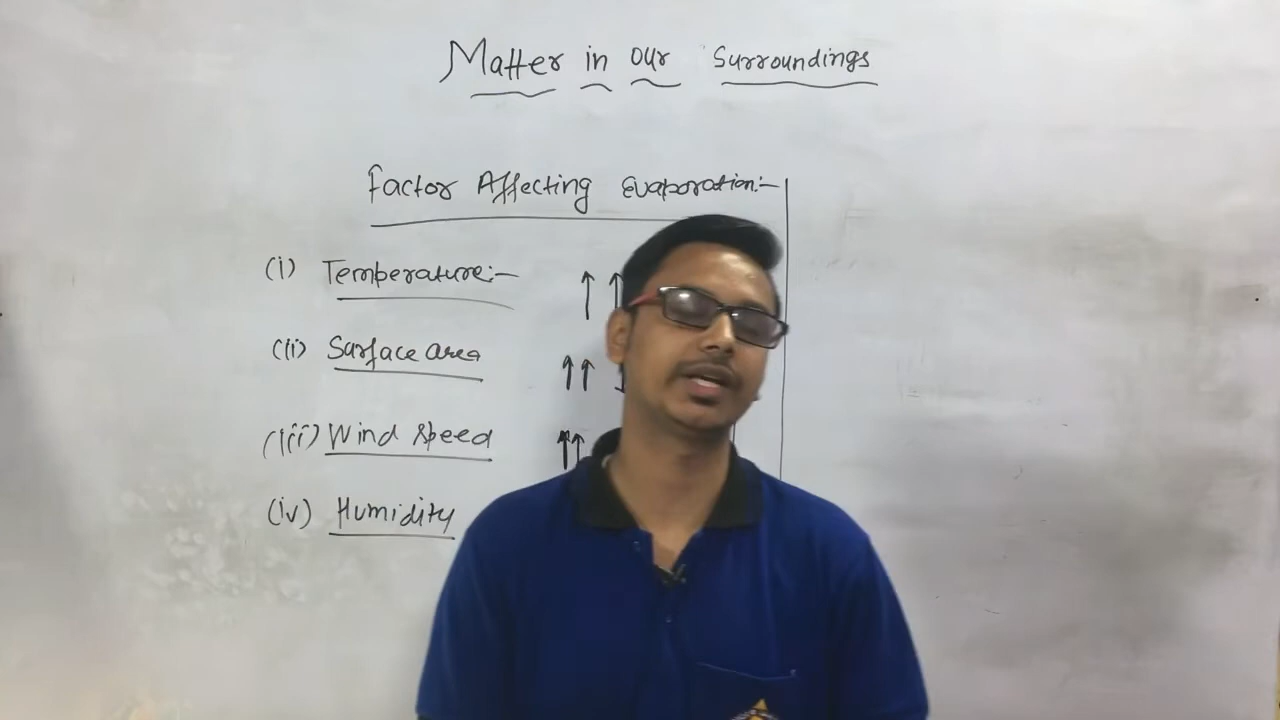 Matter in our Surroundings
Factor Affecting Evaporation:-
(i) Temperature:- ↑ ↑
(ii) Surface area ↑↑
(iii) Wind Speed ↑↑
(iv) Humidity